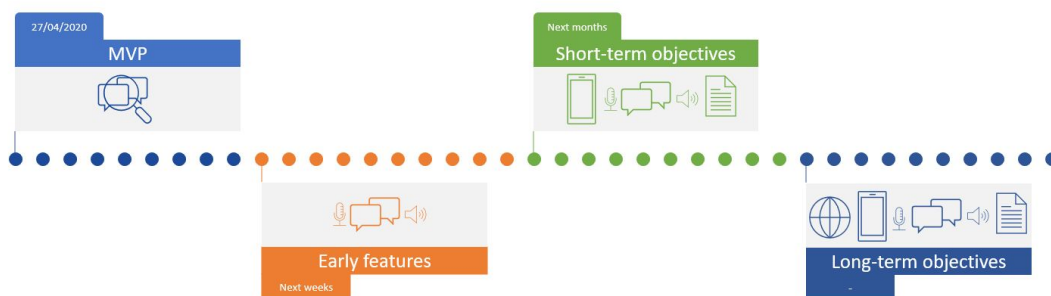 27/04/2020
MVP
Early features
Next weeks
Next months
Short-term objectives
Long-term objectives
-